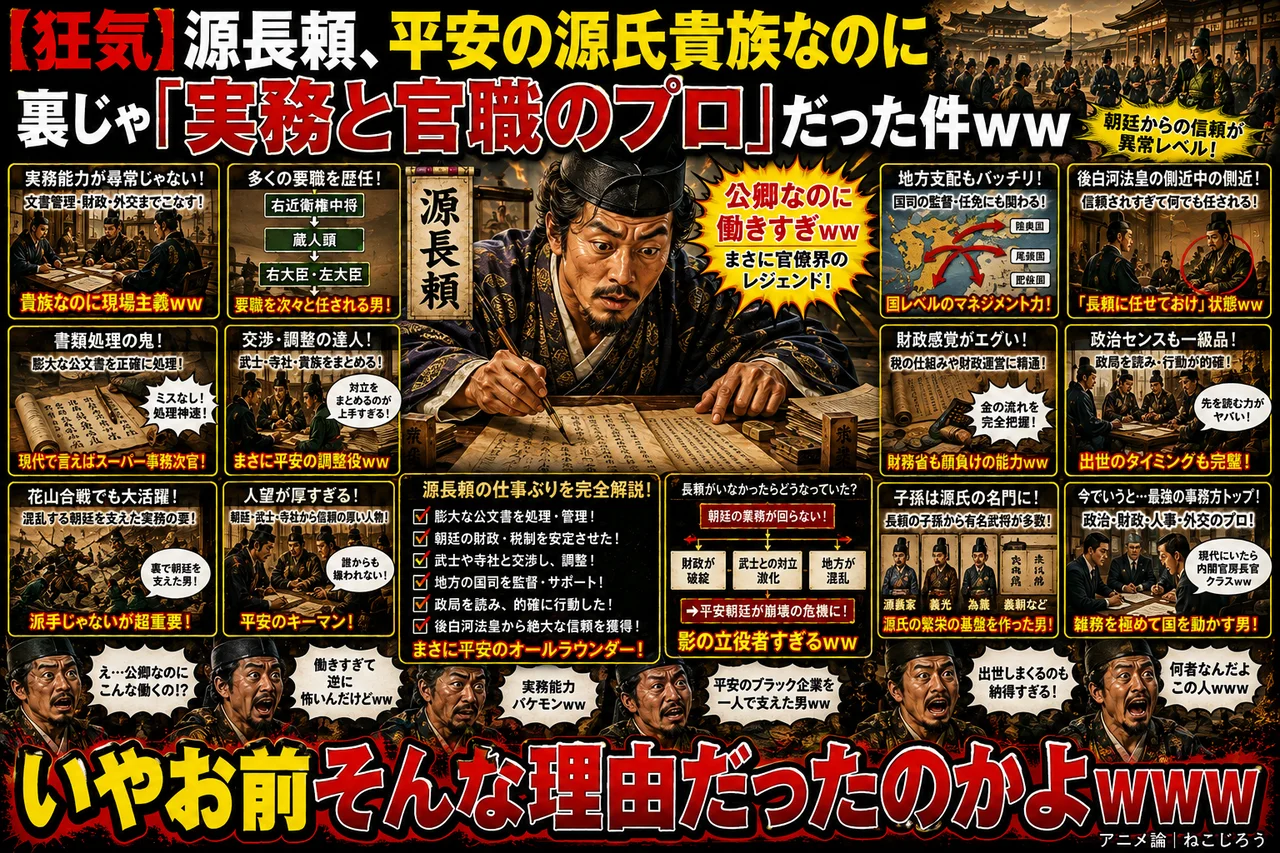 【狂気】源長頼、平安の源氏貴族なのに
裏じゃ「実務と官職のプロ」だった件ww
朝廷からの信頼が
異常レベル！
実務能力が尋常じゃない！
文書管理・財政・外交までこなす！
貴族なのに現場主義ww
多くの要職を歴任！
右近衛権中将
蔵人頭
右大臣・左大臣
要職を次々と任される男！
源長頼
公卿なのに
働きすぎww
まさに官僚界の
レジェンド！
地方支配もバッチリ！
国司の監督・任免にも関わる！
陸奥国
尾張国
国レベルのマネジメント力！
後白河法皇の側近中の側近！
信頼されすぎて何でも任される！
「長頼に任せておけ」状態ww
書類処理の鬼！
膨大な公文書を正確に処理！
ミスなし！
処理神速！
現代で言えばスーパー事務次官！
交渉・調整の達人！
武士・寺社・貴族をまとめる！
対立を
まとめるのが
上手すぎる！
まさに平安の調整役ww
財政感覚がエグい！
税の仕組みや財政運営に精通！
金の流れを
完全把握！
財務省も顔負けの能力ww
政治センスも一級品！
政局を読み・行動が的確！
先を読む力が
ヤバい！
出世のタイミングも完璧！
花山合戦でも大活躍！
混乱する朝廷を支えた実務の要！
裏で朝廷を
支えた男！
派手じゃないが超重要！
人望が厚すぎる！
朝廷・武士・寺社から信頼の厚い人物！
誰からも
嫌われない！
平安のキーマン！
源長頼の仕事ぶりを完全解説！
膨大な公文書を処理・管理！
朝廷の財政・税制を安定させた！
武士や寺社と交渉し、調整！
地方の国司を監督・サポート！
政局を読み、的確に行動した！
後白河法皇から絶大な信頼を獲得！
まさに平安のオールラウンダー！
長頼がいなかったらどうなっていた？
朝廷の業務が回らない！
財政が
破綻
武士との対立
激化
地方が
混乱
➡平安朝廷が崩壊の危機に！
影の立役者すぎるww
子孫は源氏の名門に！
長頼の子孫から有名武将が多数！
源義家
義光
為義
義朝など
源氏の繁栄の基盤を作った男！
今でいうと…最強の事務方トップ！
政治・財政・人事・外交のプロ！
現代にいたら
内閣官房長官
クラスww
雑務を極めて国を動かす男！
え…公卿なのに
こんな働くの!?
働きすぎて
逆に
怖いんだけどww
実務能力
バケモンww
平安のブラック企業を
一人で支えた男ww
出世しまくるのも
納得すぎる！
何者なんだよ
この人www
いやお前そんな理由だったのかよwww
アニメ論｜ねこじろう